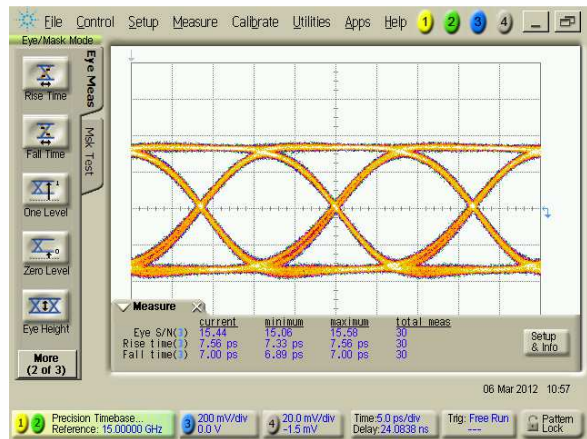 File Control Setup Measure Calibrate Utilities Apps Help 1 2 3 4
Eye/Mask Mode
Eye Meas
Msk Test
Rise Time
Fall Time
One Level
Zero Level
Eye Height
More
(2 of 3)
Measure
current minimum maximum total meas
Eye S/N(3) 15.44 15.06 15.58 30
Rise time(3) 7.56 ps 7.33 ps 7.56 ps 30
Fall time(3) 7.00 ps 6.89 ps 7.00 ps 30
Setup
& Info
06 Mar 2012 10:57
1 2 Precision Timebase...
Reference: 15.00000 GHz
3 200 mV/div
0.0 V
4 20.0 mV/div
-1.5 mV
Time:5.0 ps/div
Delay:24.0838 ns
Trig: Free Run
---
Pattern
Lock